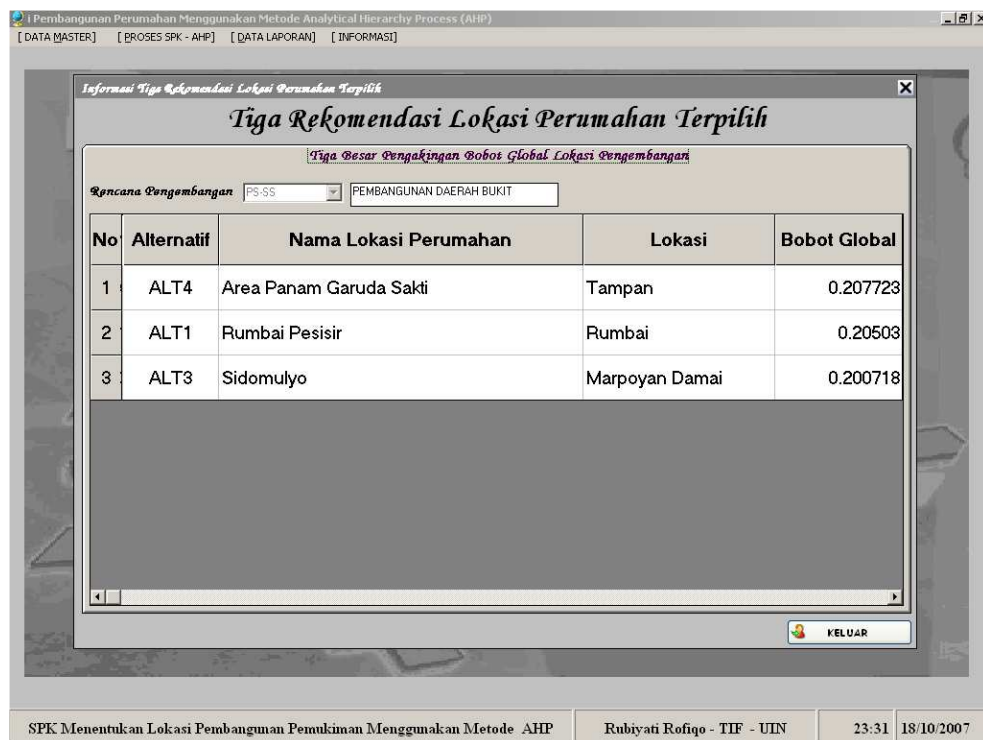 i Pembangunan Perumahan Menggunakan Metode Analytical Hierarchy Process (AHP)
[ DATA MASTER] [ PROSES SPK - AHP] [ DATA LAPORAN] [ INFORMASI]
Informasi Tiga Rekomendasi Lokasi Perumahan Terpilih
Tiga Rekomendasi Lokasi Perumahan Terpilih
Tiga Besar Pengakingan Bobot Global Lokasi Pengembangan
Rencana Pengembangan PS-SS PEMBANGUNAN DAERAH BUKIT
No Alternatif Nama Lokasi Perumahan Lokasi Bobot Global
1 ALT4 Area Panam Garuda Sakti Tampan 0.207723
2 ALT1 Rumbai Pesisir Rumbai 0.20503
3 ALT3 Sidomulyo Marpoyan Damai 0.200718
KELUAR
SPK Menentukan Lokasi Pembangunan Pemukiman Menggunakan Metode AHP Rubiyati Rofiqo - TIF - UIN 23:31 18/10/2007